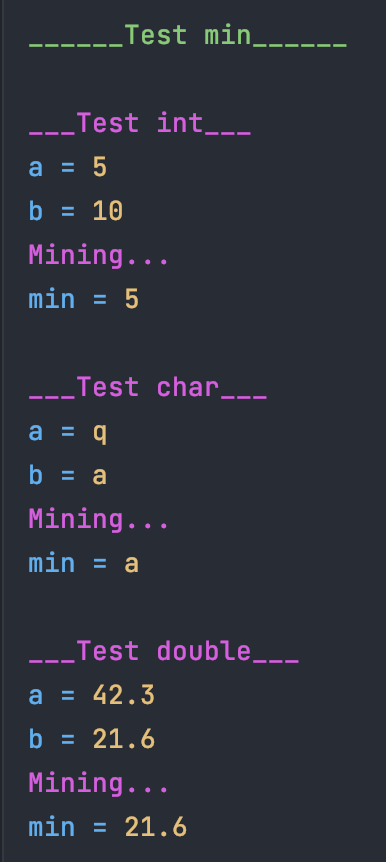 ______Test min______
___Test int___
a = 5
b = 10
Mining...
min = 5
___Test char___
a = q
b = a
Mining...
min = a
___Test double___
a = 42.3
b = 21.6
Mining...
min = 21.6